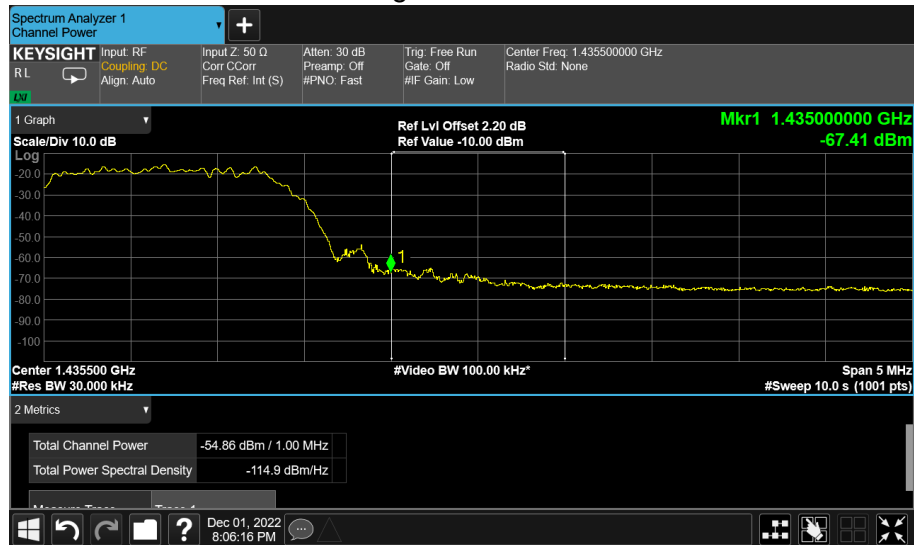 Spectrum Analyzer 1
Channel Power
+
KEYSIGHT Input: RF Input Z: 50 Ω Atten: 30 dB Trig: Free Run Center Freq: 1.435500000 GHz
RL Coupling: DC Corr CCorr Preamp: Off Gate: Off Radio Std: None
Align: Auto Freq Ref: Int (S) #PNO: Fast #IF Gain: Low
LXI
1 Graph Ref Lvl Offset 2.20 dB Mkr1 1.435000000 GHz
Scale/Div 10.0 dB Ref Value -10.00 dBm -67.41 dBm
Log
-20.0
-30.0
-40.0
-50.0
-60.0
1
-70.0
-80.0
-90.0
-100
Center 1.435500 GHz #Video BW 100.00 kHz* Span 5 MHz
#Res BW 30.000 kHz #Sweep 10.0 s (1001 pts)
2 Metrics
Total Channel Power -54.86 dBm / 1.00 MHz
Total Power Spectral Density -114.9 dBm/Hz
? Dec 01, 2022
8:06:16 PM